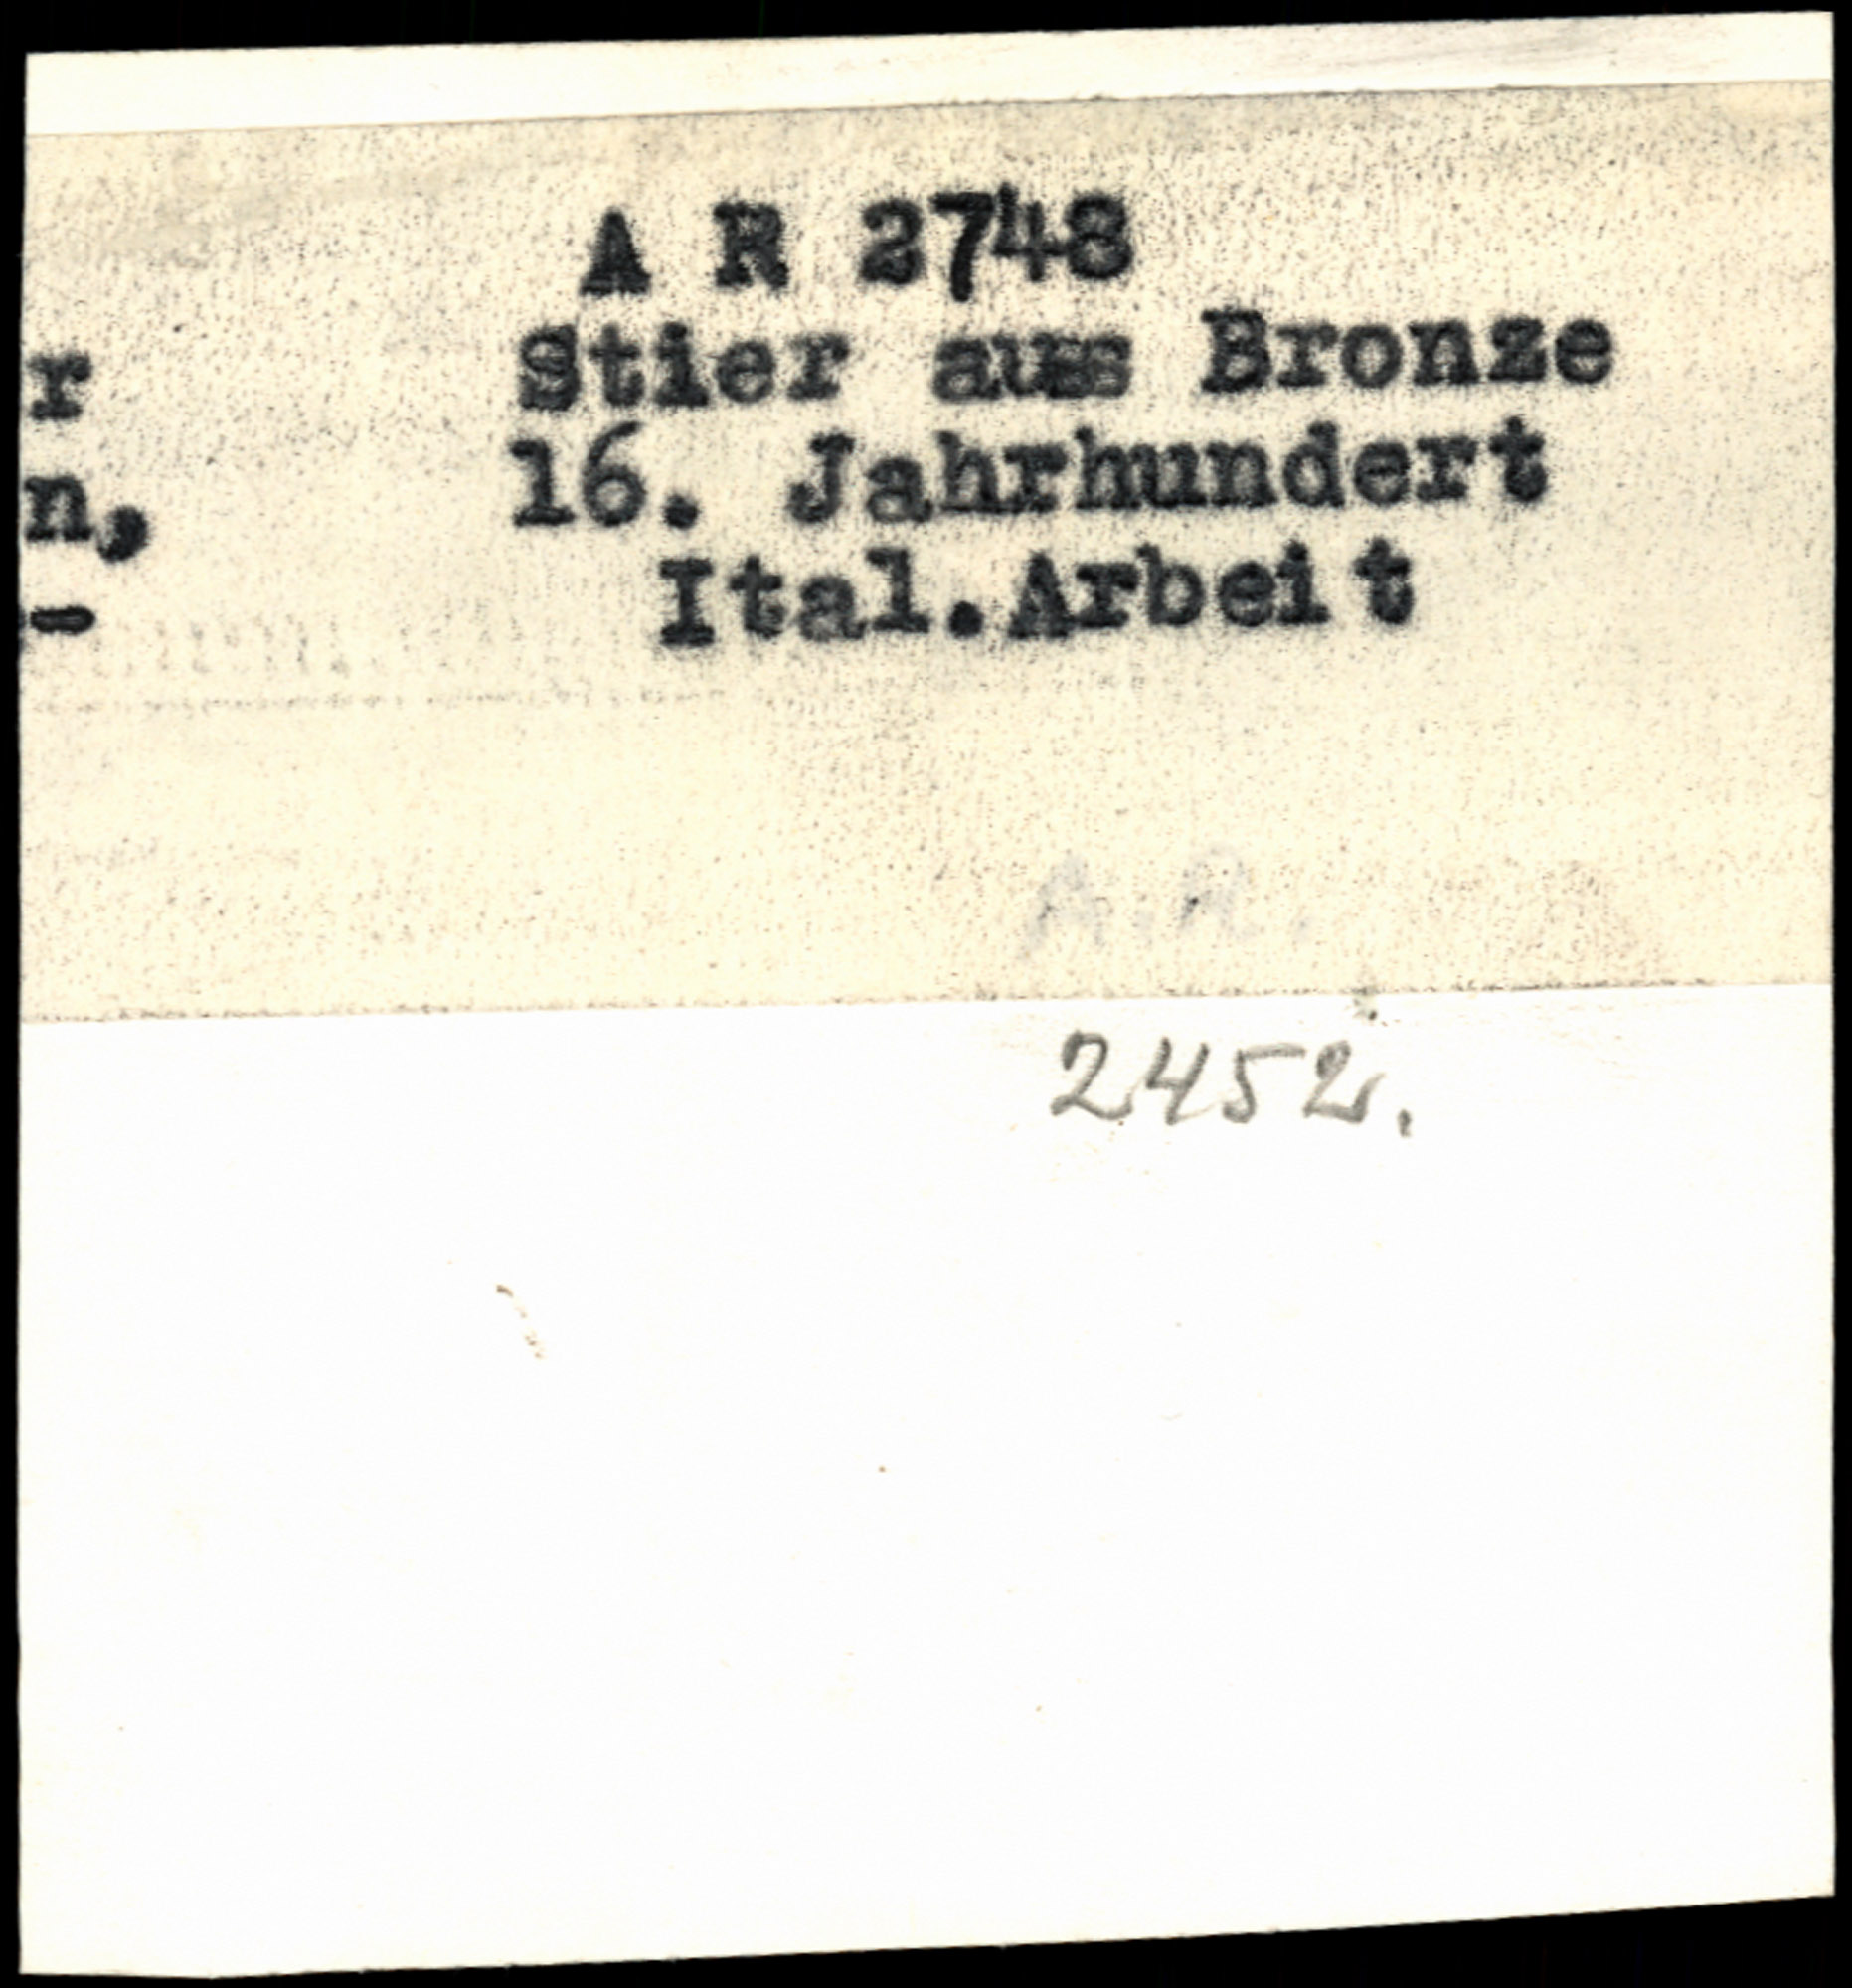 A R 2748
r
Stier aus Bronze
n,
16. Jahrhundert
-
Ital.Arbeit
A.R.
2452.